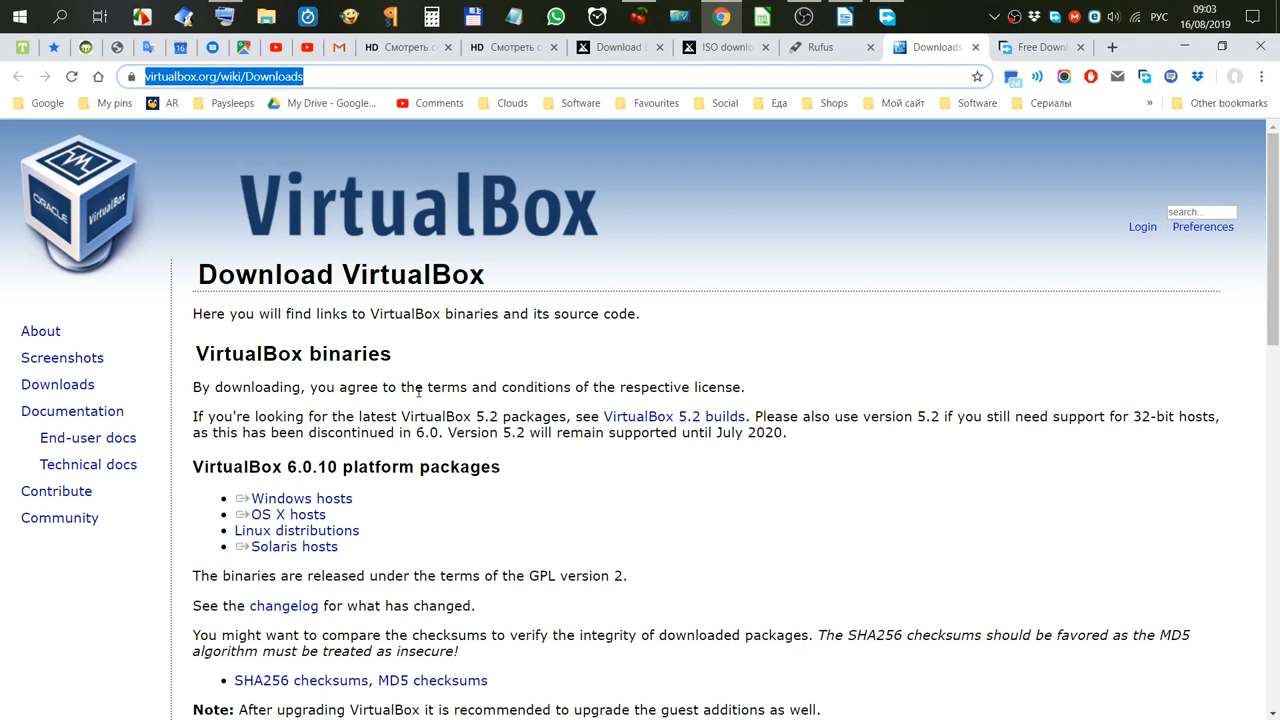 РУС
09:03
16/08/2019
HD Смотреть
HD Смотреть
Download
ISO downlo
Rufus
Downloads
Free Downl
virtualbox.org/wiki/Downloads
Google
My pins
AR
Paysleeps
My Drive - Google...
Comments
Clouds
Software
Favourites
Social
Еда
Shops
Мой сайт
Software
Сериалы
Other bookmarks
ORACLE
VirtualBox
VirtualBox
search...
Login
Preferences
Download VirtualBox
Here you will find links to VirtualBox binaries and its source code.
About
Screenshots
Downloads
Documentation
End-user docs
Technical docs
Contribute
Community
VirtualBox binaries
By downloading, you agree to the terms and conditions of the respective license.
If you're looking for the latest VirtualBox 5.2 packages, see VirtualBox 5.2 builds. Please also use version 5.2 if you still need support for 32-bit hosts,
as this has been discontinued in 6.0. Version 5.2 will remain supported until July 2020.
VirtualBox 6.0.10 platform packages
Windows hosts
OS X hosts
Linux distributions
Solaris hosts
The binaries are released under the terms of the GPL version 2.
See the changelog for what has changed.
You might want to compare the checksums to verify the integrity of downloaded packages. The SHA256 checksums should be favored as the MD5
algorithm must be treated as insecure!
SHA256 checksums, MD5 checksums
Note: After upgrading VirtualBox it is recommended to upgrade the guest additions as well.